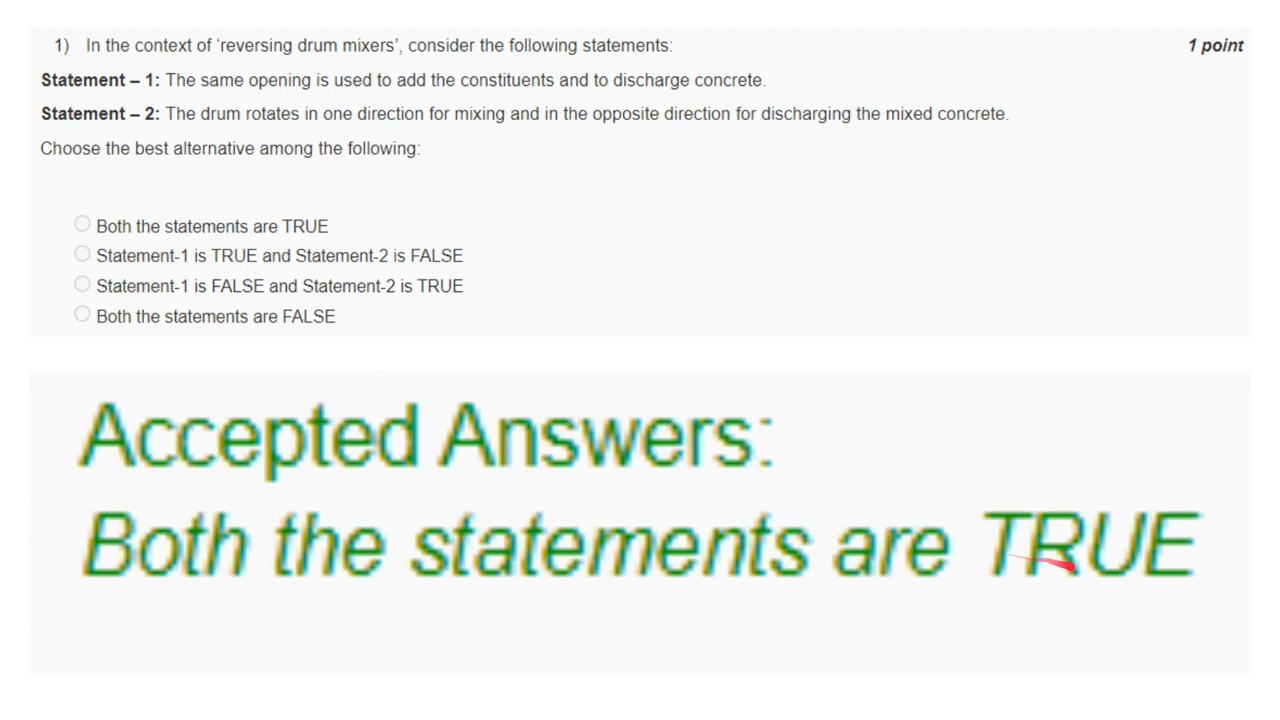 1) In the context of ‘reversing drum mixers’, consider the following statements:
1 point
Statement – 1: The same opening is used to add the constituents and to discharge concrete.
Statement – 2: The drum rotates in one direction for mixing and in the opposite direction for discharging the mixed concrete.
Choose the best alternative among the following:
Both the statements are TRUE
Statement-1 is TRUE and Statement-2 is FALSE
Statement-1 is FALSE and Statement-2 is TRUE
Both the statements are FALSE
Accepted Answers:
Both the statements are TRUE